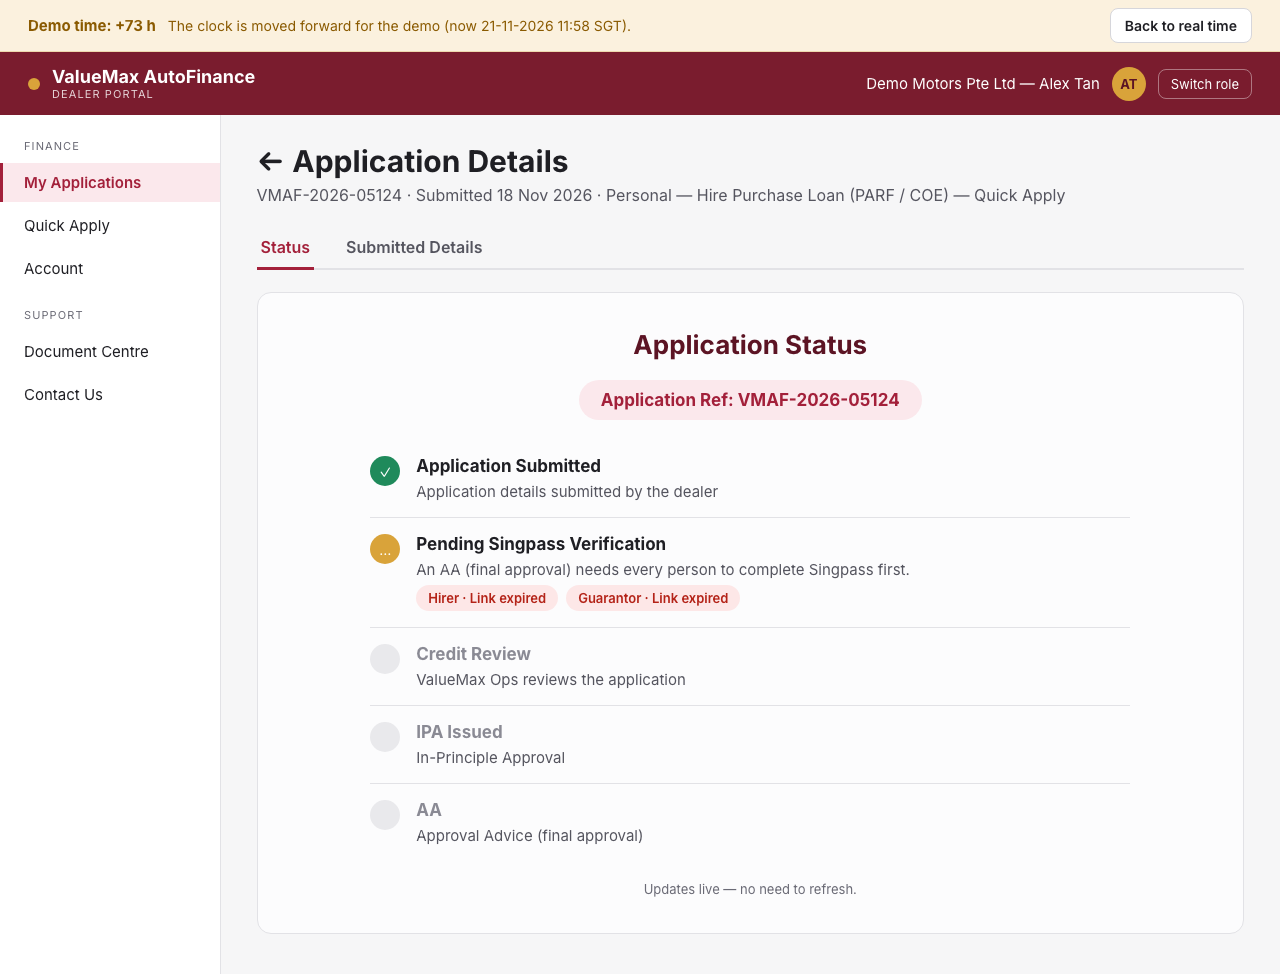 Demo time: +73 h The clock is moved forward for the demo (now 21-11-2026 11:58 SGT).
Back to real time
ValueMax AutoFinance
DEALER PORTAL
Demo Motors Pte Ltd — Alex Tan
AT
Switch role
FINANCE
My Applications
Quick Apply
Account
SUPPORT
Document Centre
Contact Us
← Application Details
VMAF-2026-05124 · Submitted 18 Nov 2026 · Personal — Hire Purchase Loan (PARF / COE) — Quick Apply
Status
Submitted Details
Application Status
Application Ref: VMAF-2026-05124
✓
Application Submitted
Application details submitted by the dealer
...
Pending Singpass Verification
An AA (final approval) needs every person to complete Singpass first.
Hirer · Link expired
Guarantor · Link expired
Credit Review
ValueMax Ops reviews the application
IPA Issued
In-Principle Approval
AA
Approval Advice (final approval)
Updates live — no need to refresh.